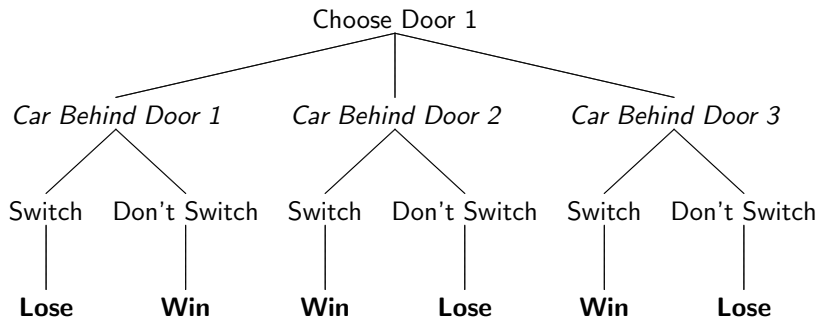 Choose Door 1
Car Behind Door 1 Car Behind Door 2 Car Behind Door 3
Switch Don't Switch Switch Don't Switch Switch Don't Switch
Lose Win Win Lose Win Lose